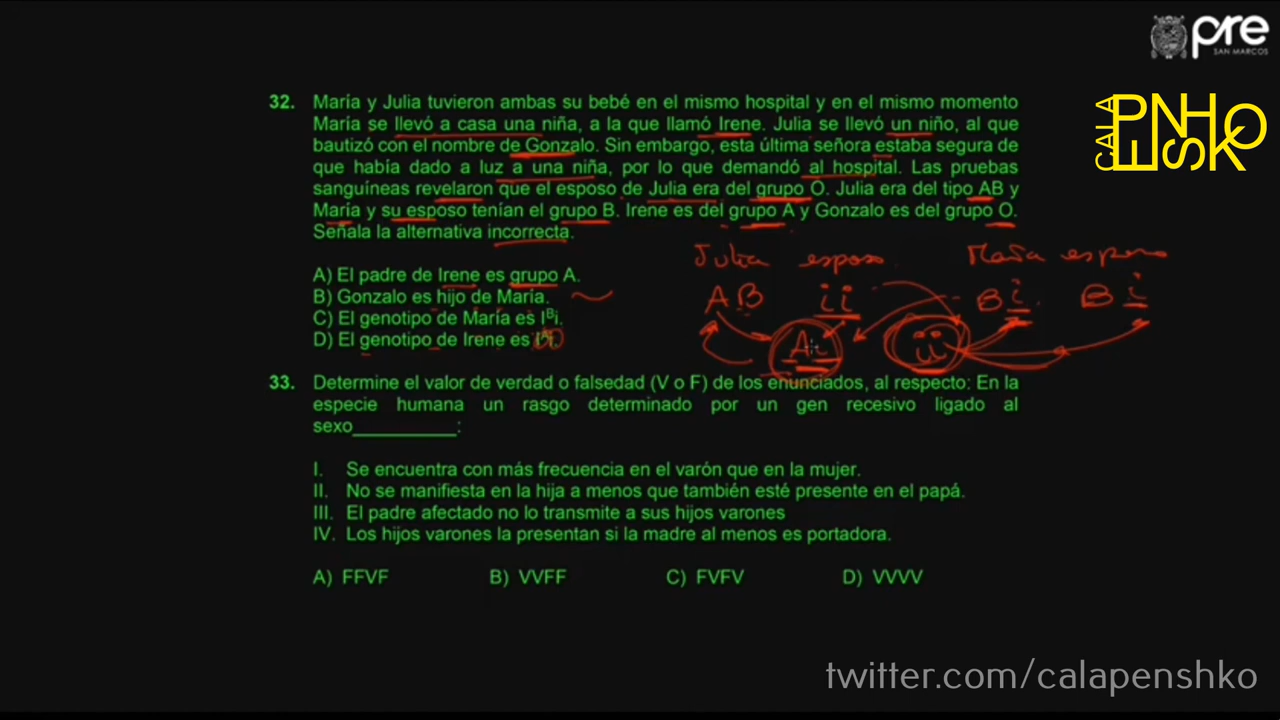 pre
SAN MARCOS
CALA
PENSHKO
32. María y Julia tuvieron ambas su bebé en el mismo hospital y en el mismo momento
María se llevó a casa una niña, a la que llamó Irene. Julia se llevó un niño, al que
bautizó con el nombre de Gonzalo. Sin embargo, esta última señora estaba segura de
que había dado a luz a una niña, por lo que demandó al hospital. Las pruebas
sanguíneas revelaron que el esposo de Julia era del grupo O. Julia era del tipo AB y
María y su esposo tenían el grupo B. Irene es del grupo A y Gonzalo es del grupo O.
Señala la alternativa incorrecta.
Julia esposo María esposo
A) El padre de Irene es grupo A.
B) Gonzalo es hijo de María.
AB ii Bi Bi
C) El genotipo de María es Iᴮi.
D) El genotipo de Irene es
Ai ii
33. Determine el valor de verdad o falsedad (V o F) de los enunciados, al respecto: En la
especie humana un rasgo determinado por un gen recesivo ligado al
sexo__________:
I. Se encuentra con más frecuencia en el varón que en la mujer.
II. No se manifiesta en la hija a menos que también esté presente en el papá.
III. El padre afectado no lo transmite a sus hijos varones
IV. Los hijos varones la presentan si la madre al menos es portadora.
A) FFVF B) VVFF C) FVFV D) VVVV
twitter.com/calapenshko